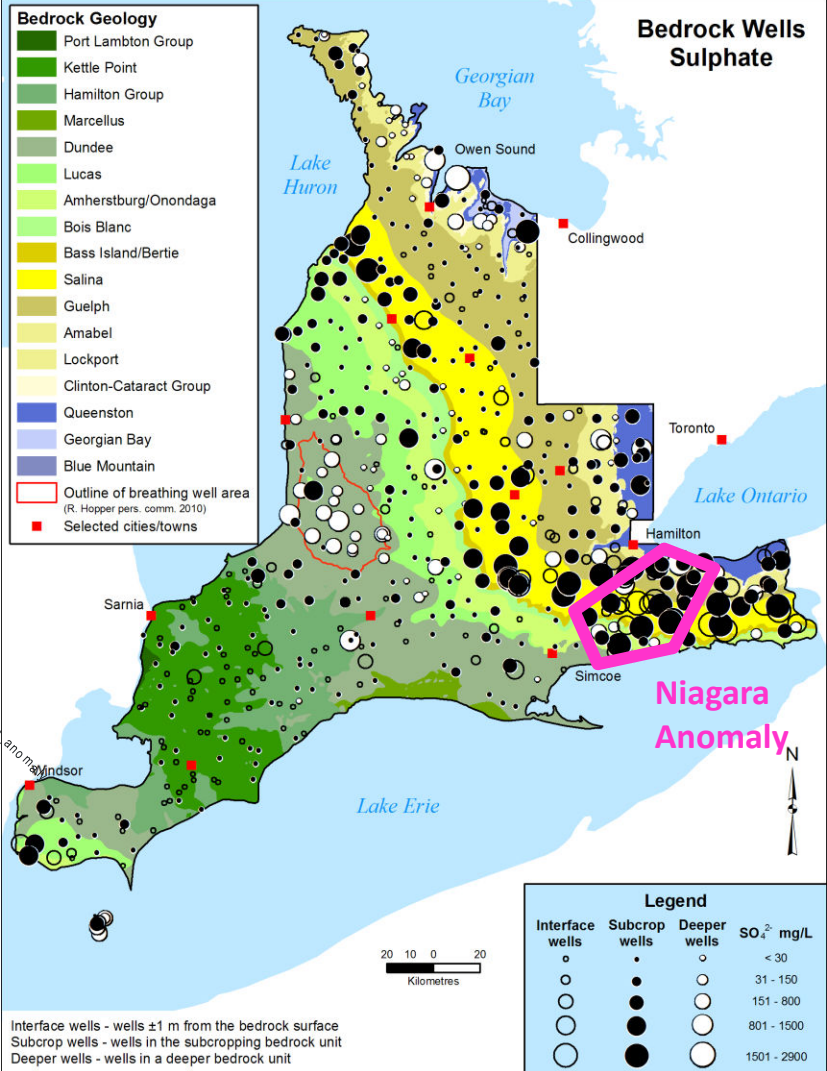 Bedrock Geology
Port Lambton Group
Kettle Point
Hamilton Group
Marcellus
Dundee
Lucas
Amherstburg/Onondaga
Bois Blanc
Bass Island/Bertie
Salina
Guelph
Amabel
Lockport
Clinton-Cataract Group
Queenston
Georgian Bay
Blue Mountain
Outline of breathing well area
(R. Hopper pers. comm. 2010)
Selected cities/towns
Bedrock Wells
Sulphate
Georgian
Bay
Owen Sound
Lake
Huron
Collingwood
Toronto
Lake Ontario
Hamilton
Sarnia
Simcoe
Niagara
Anomaly
anomaly
Windsor
Lake Erie
N
20 10 0 20
Kilometres
Legend
Interface wells Subcrop wells Deeper wells SO₄²⁻ mg/L
< 30
31 - 150
151 - 800
801 - 1500
1501 - 2900
Interface wells - wells ±1 m from the bedrock surface
Subcrop wells - wells in the subcropping bedrock unit
Deeper wells - wells in a deeper bedrock unit